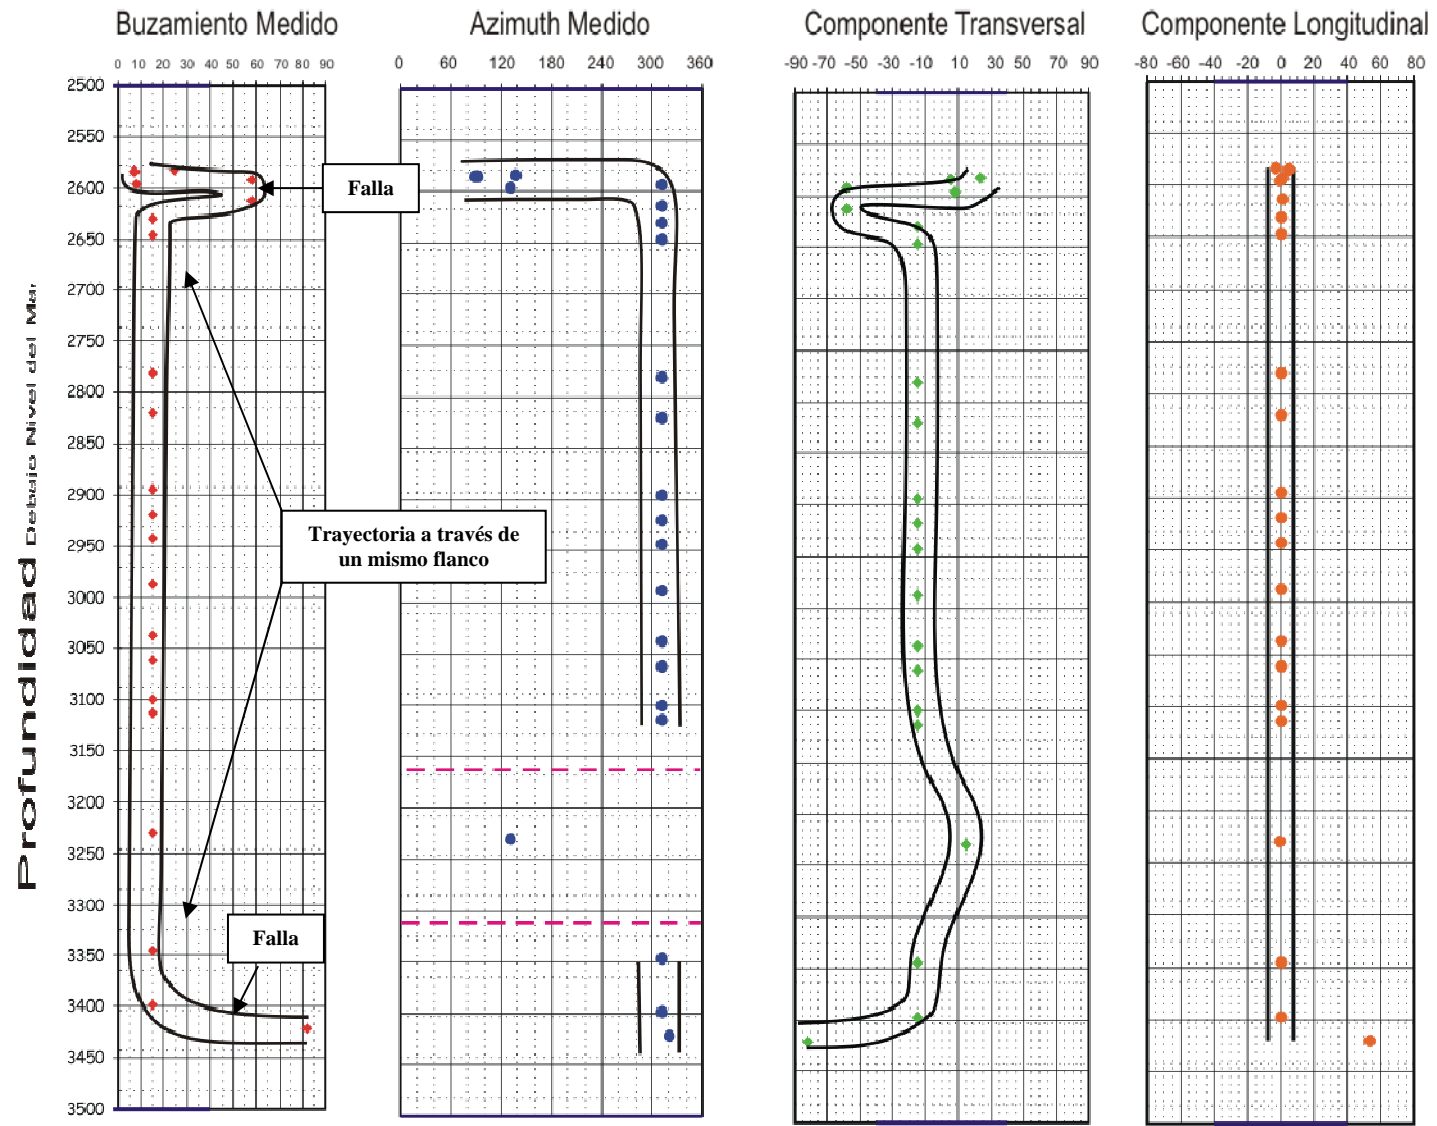 Buzamiento Medido
Azimuth Medido
Componente Transversal
Componente Longitudinal
0 10 20 30 40 50 60 70 80 90
0 60 120 180 240 300 360
-90 -70 -50 -30 -10 10 30 50 70 90
-80 -60 -40 -20 0 20 40 60 80
Profundidad Debajo Nivel del Mar
2500
2550
2600
2650
2700
2750
2800
2850
2900
2950
3000
3050
3100
3150
3200
3250
3300
3350
3400
3450
3500
Falla
Trayectoria a través de
un mismo flanco
Falla